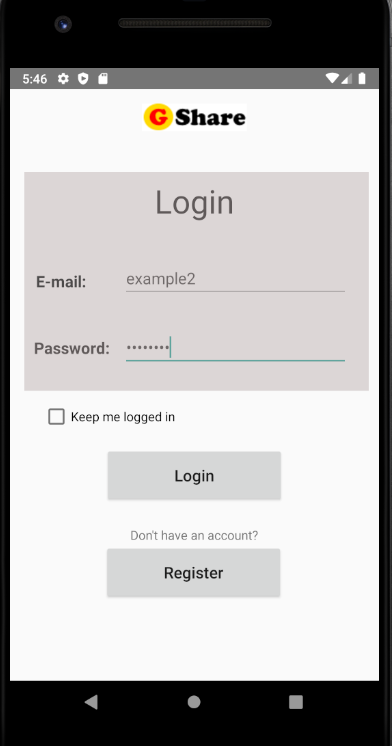 5:46
G Share
Login
E-mail: example2
Password: ••••••••
Keep me logged in
Login
Don't have an account?
Register